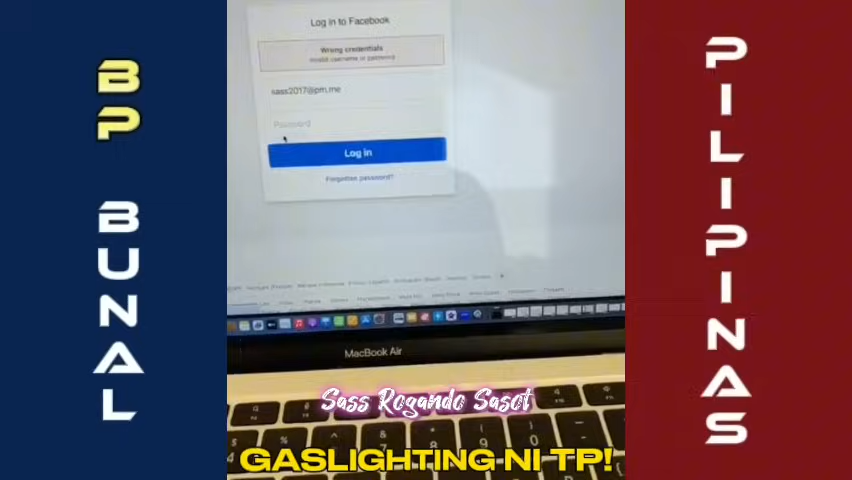 BP BUNAL
Log in to Facebook
Wrong credentials
Invalid username or password
sass2017@pm.me
Password
Log in
Forgotten password?
MacBook Air
Sass Rogando Sasot
GASLIGHTING NI TP!
PILIPINAS